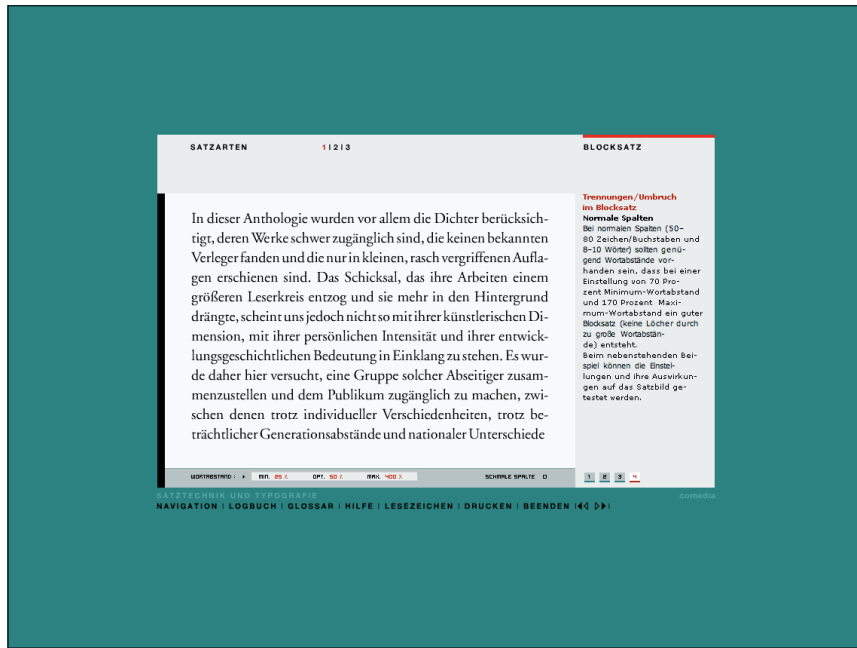 SATZARTEN 1 | 2 | 3 BLOCKSATZ
In dieser Anthologie wurden vor allem die Dichter berücksich-
tigt, deren Werke schwer zugänglich sind, die keinen bekannten
Verleger fanden und die nur in kleinen, rasch vergriffenen Aufla-
gen erschienen sind. Das Schicksal, das ihre Arbeiten einem
größeren Leserkreis entzog und sie mehr in den Hintergrund
drängte, scheint uns jedoch nicht so mit ihrer künstlerischen Di-
mension, mit ihrer persönlichen Intensität und ihrer entwick-
lungsgeschichtlichen Bedeutung in Einklang zu stehen. Es wur-
de daher hier versucht, eine Gruppe solcher Abseitiger zusam-
menzustellen und dem Publikum zugänglich zu machen, zwi-
schen denen trotz individueller Verschiedenheiten, trotz be-
trächtlicher Generationsabstände und nationaler Unterschiede
Trennungen/Umbruch
im Blocksatz
Normale Spalten
Bei normalen Spalten (50–
80 Zeichen/Buchstaben und
8–10 Wörter) sollten genü-
gend Wortabstände vor-
handen sein, dass bei einer
Einstellung von 70 Pro-
zent Minimum-Wortabstand
und 170 Prozent Maxi-
mum-Wortabstand ein guter
Blocksatz (keine Löcher durch
zu große Wortabstän-
de) entsteht.
Beim nebenstehenden Bei-
spiel können die Einstel-
lungen und ihre Auswirkun-
gen auf das Satzbild ge-
testet werden.
WORTABSTAND: MIN. 25 % OPT. 50 % MAX. 400 % SCHMALE SPALTE 1 2 3 4
SATZTECHNIK UND TYPOGRAFIE comedia
NAVIGATION | LOGBUCH | GLOSSAR | HILFE | LESEZEICHEN | DRUCKEN | BEENDEN